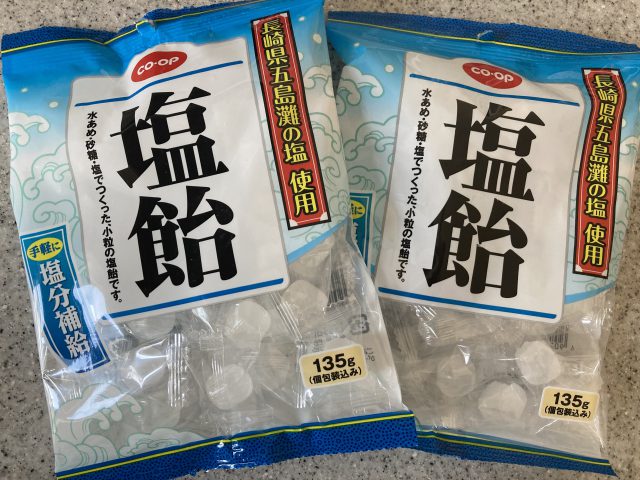 CO-OP
長崎県五島灘の塩 使用
塩飴
水あめ・砂糖・塩でつくった、小粒の塩飴です。
手軽に
塩分補給
135g
(個包装込み)
CO-OP
長崎県五島灘の塩 使用
塩飴
水あめ・砂糖・塩でつくった、小粒の塩飴です。
135g
(個包装込み)